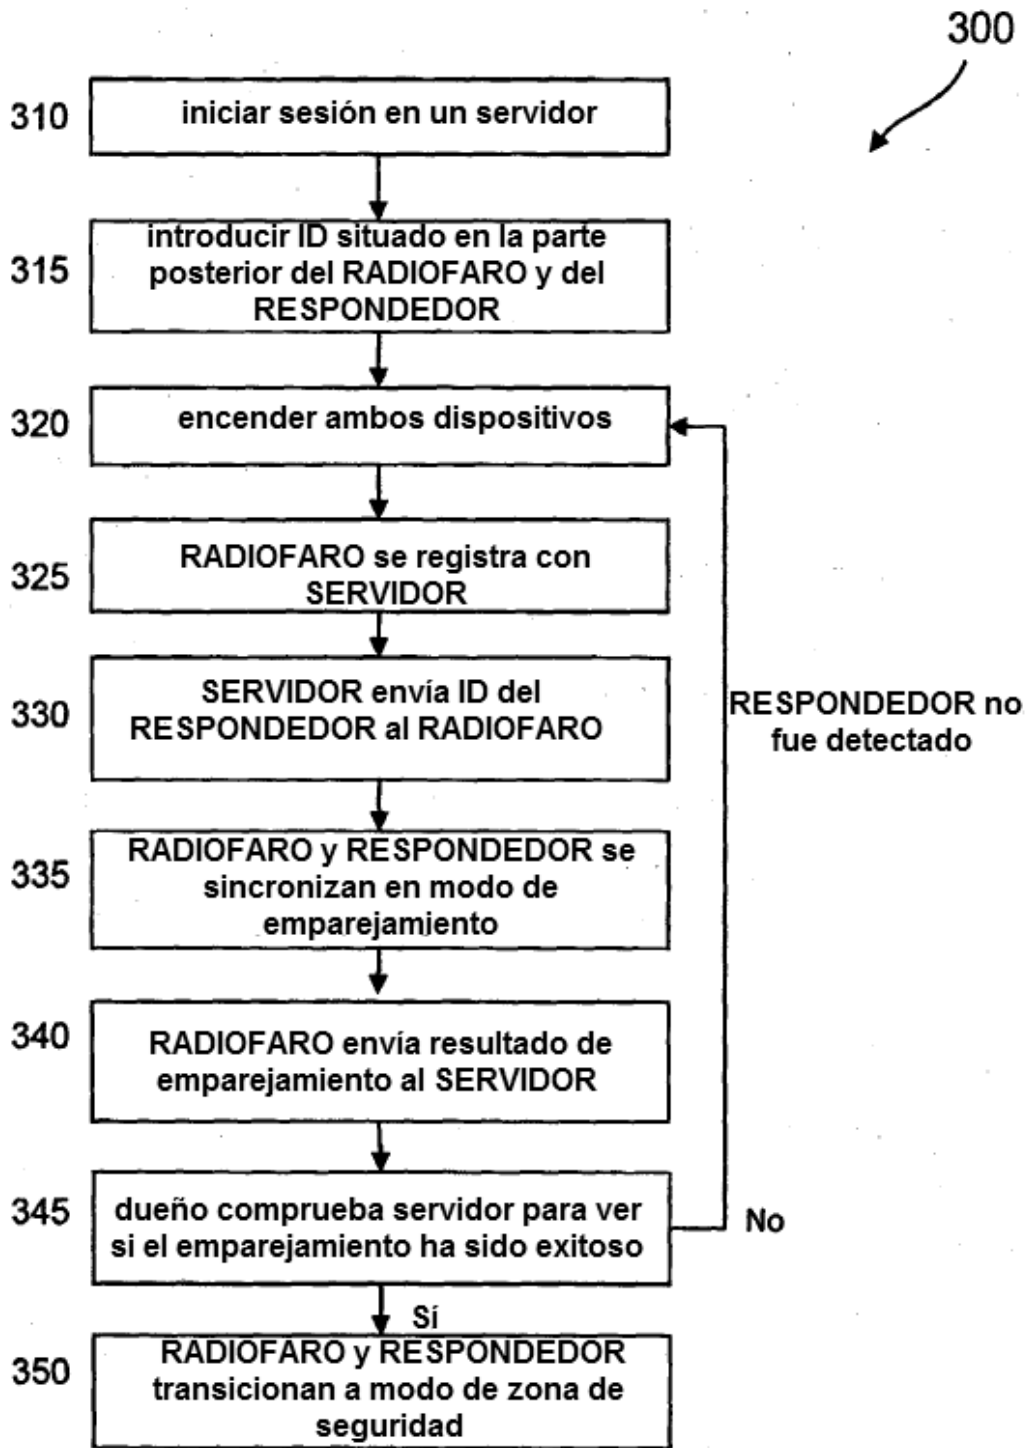 300
310
iniciar sesión en un servidor
315
introducir ID situado en la parte
posterior del RADIOFARO y del
RESPONDEDOR
320
encender ambos dispositivos
325
RADIOFARO se registra con
SERVIDOR
330
SERVIDOR envía ID del
RESPONDEDOR al RADIOFARO
RESPONDEDOR no
fue detectado
335
RADIOFARO y RESPONDEDOR se
sincronizan en modo de
emparejamiento
340
RADIOFARO envía resultado de
emparejamiento al SERVIDOR
345
dueño comprueba servidor para ver
si el emparejamiento ha sido exitoso
No
Sí
350
RADIOFARO y RESPONDEDOR
transicionan a modo de zona de
seguridad